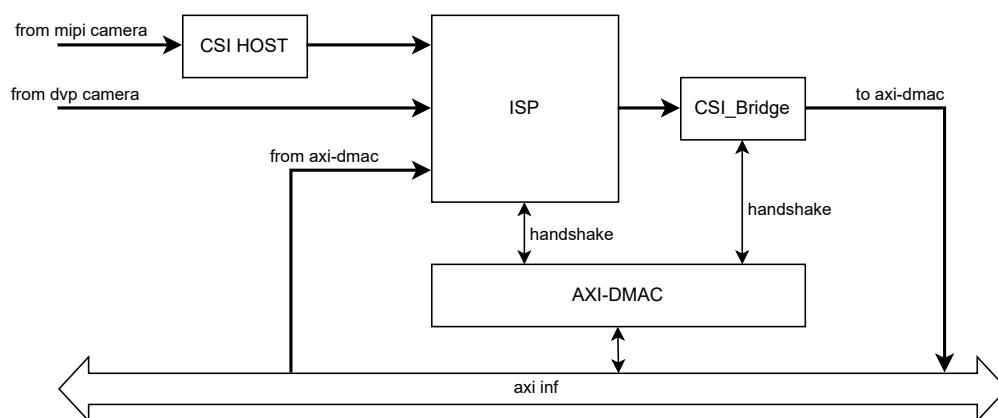 from mipi camera
CSI HOST
from dvp camera
ISP
CSI_Bridge
to axi-dmac
from axi-dmac
handshake
handshake
AXI-DMAC
axi inf